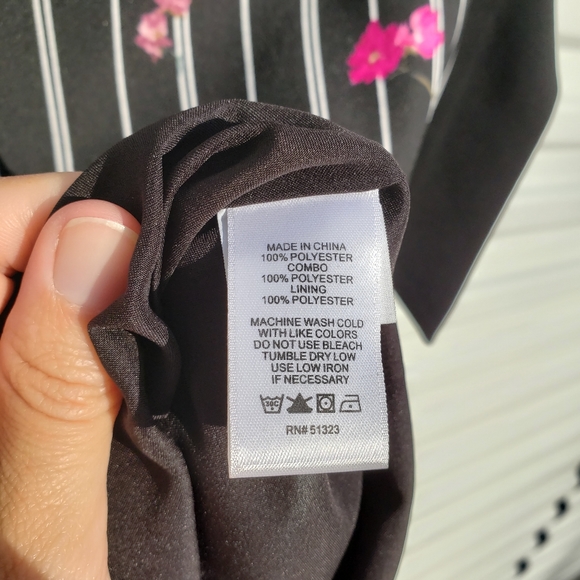 MADE IN CHINA
100% POLYESTER
COMBO
100% POLYESTER
LINING
100% POLYESTER
MACHINE WASH COLD
WITH LIKE COLORS
DO NOT USE BLEACH
TUMBLE DRY LOW
USE LOW IRON
IF NECESSARY
30C
RN# 51323